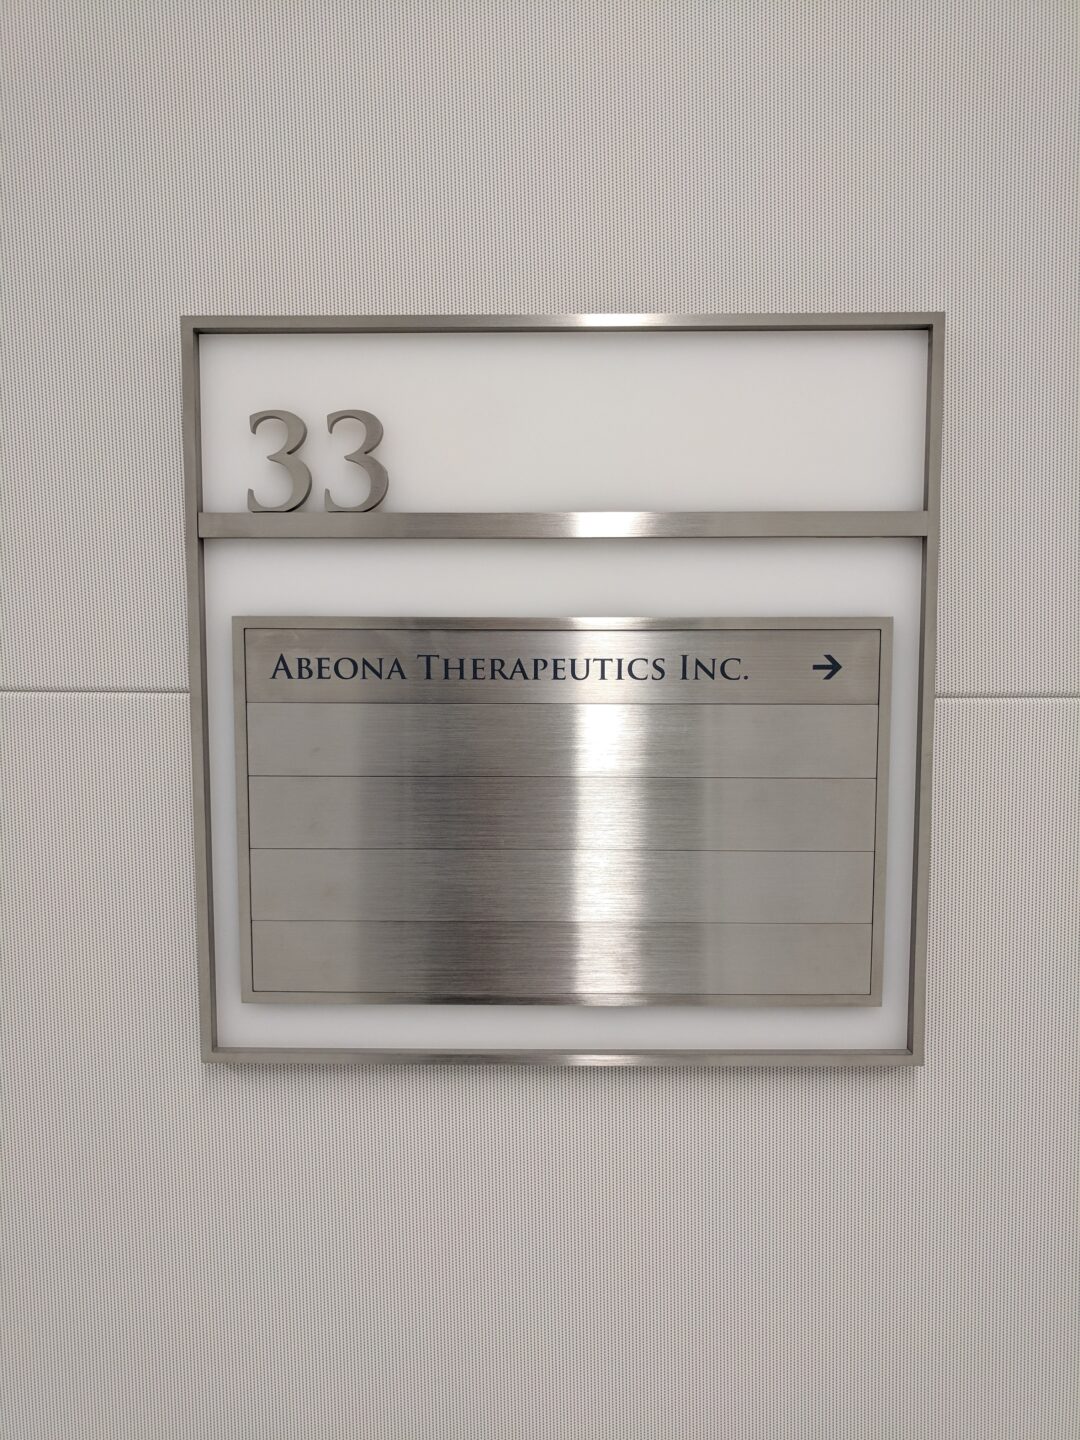 33
Abeona Therapeutics Inc. →